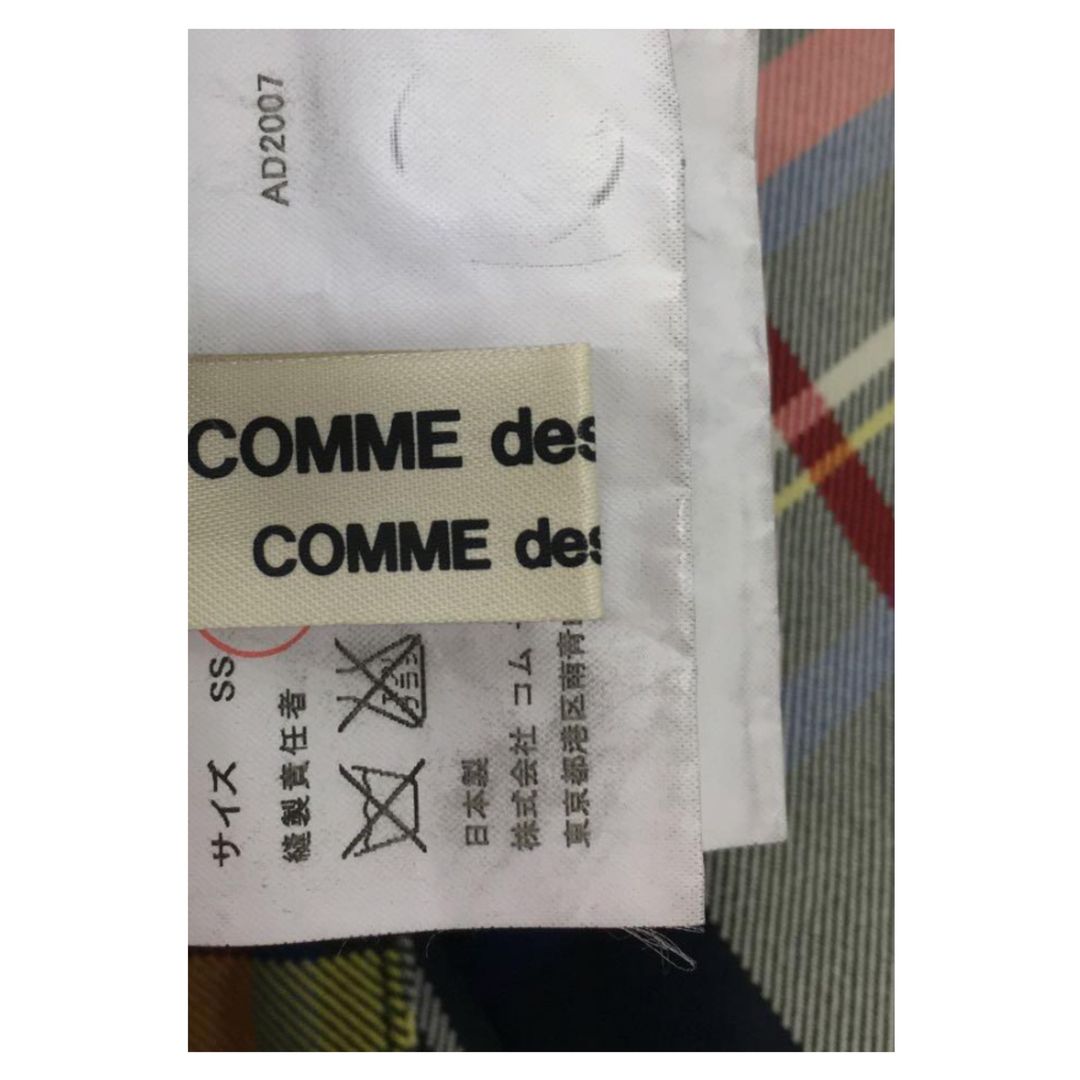 AD2007
COMME des
COMME des
サイズ SS
縫製責任者
日本製
株式会社 コム
東京都港区南青